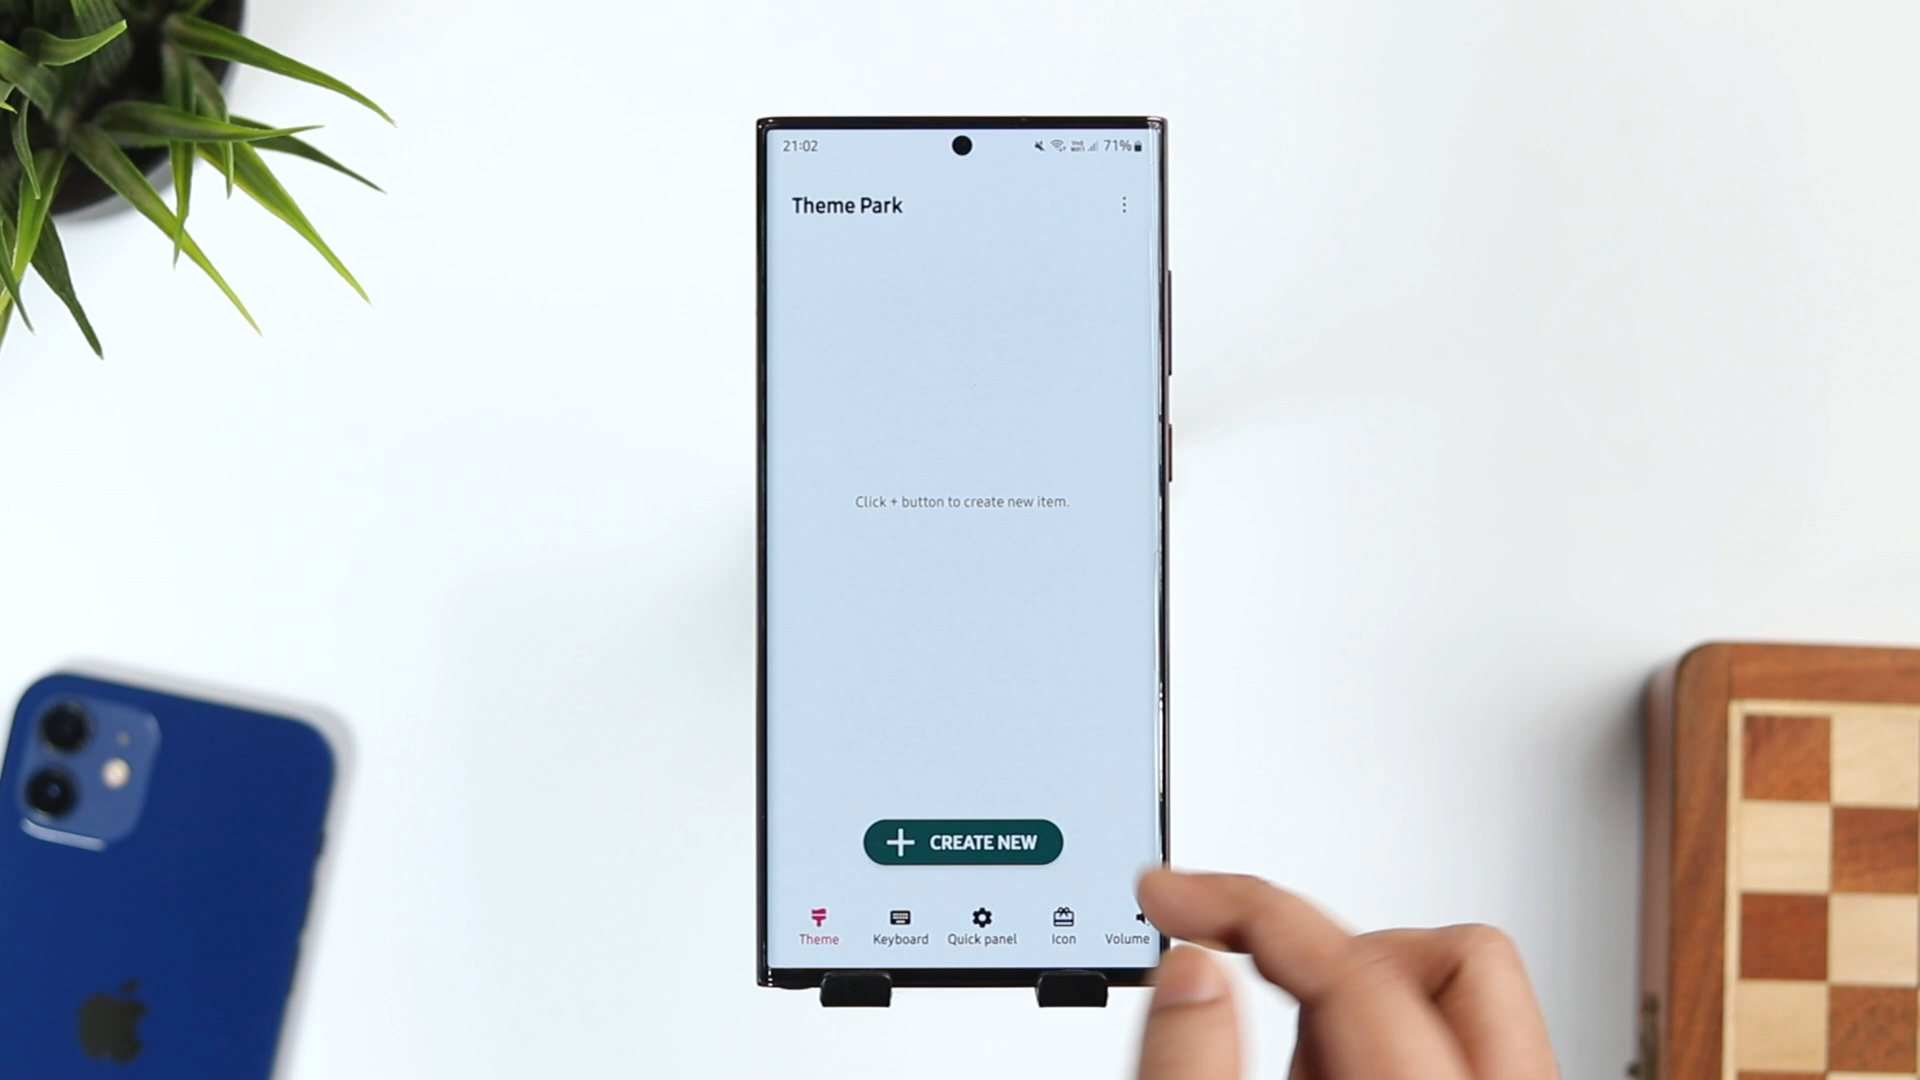 21:02
71%
Theme Park
Click + button to create new item.
CREATE NEW
Theme
Keyboard
Quick panel
Icon
Volume